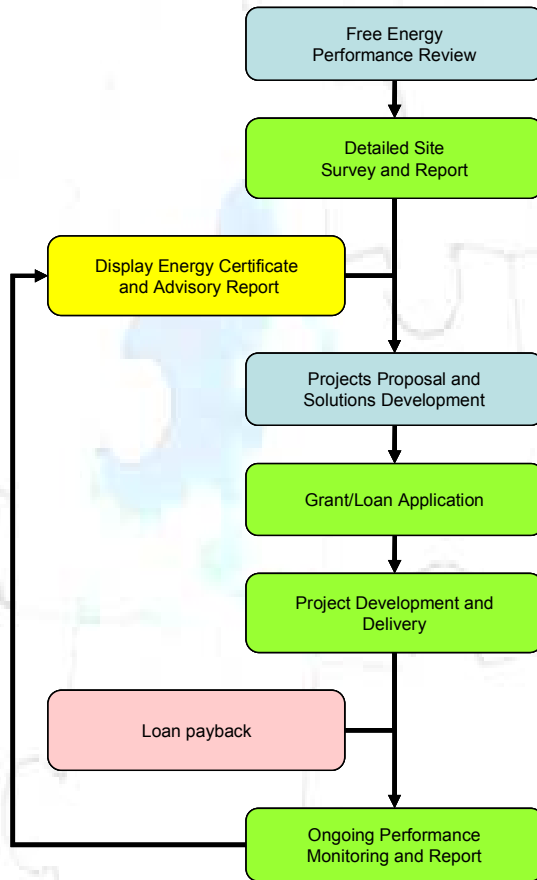 Free Energy
Performance Review
Detailed Site
Survey and Report
Display Energy Certificate
and Advisory Report
Projects Proposal and
Solutions Development
Grant/Loan Application
Project Development and
Delivery
Loan payback
Ongoing Performance
Monitoring and Report